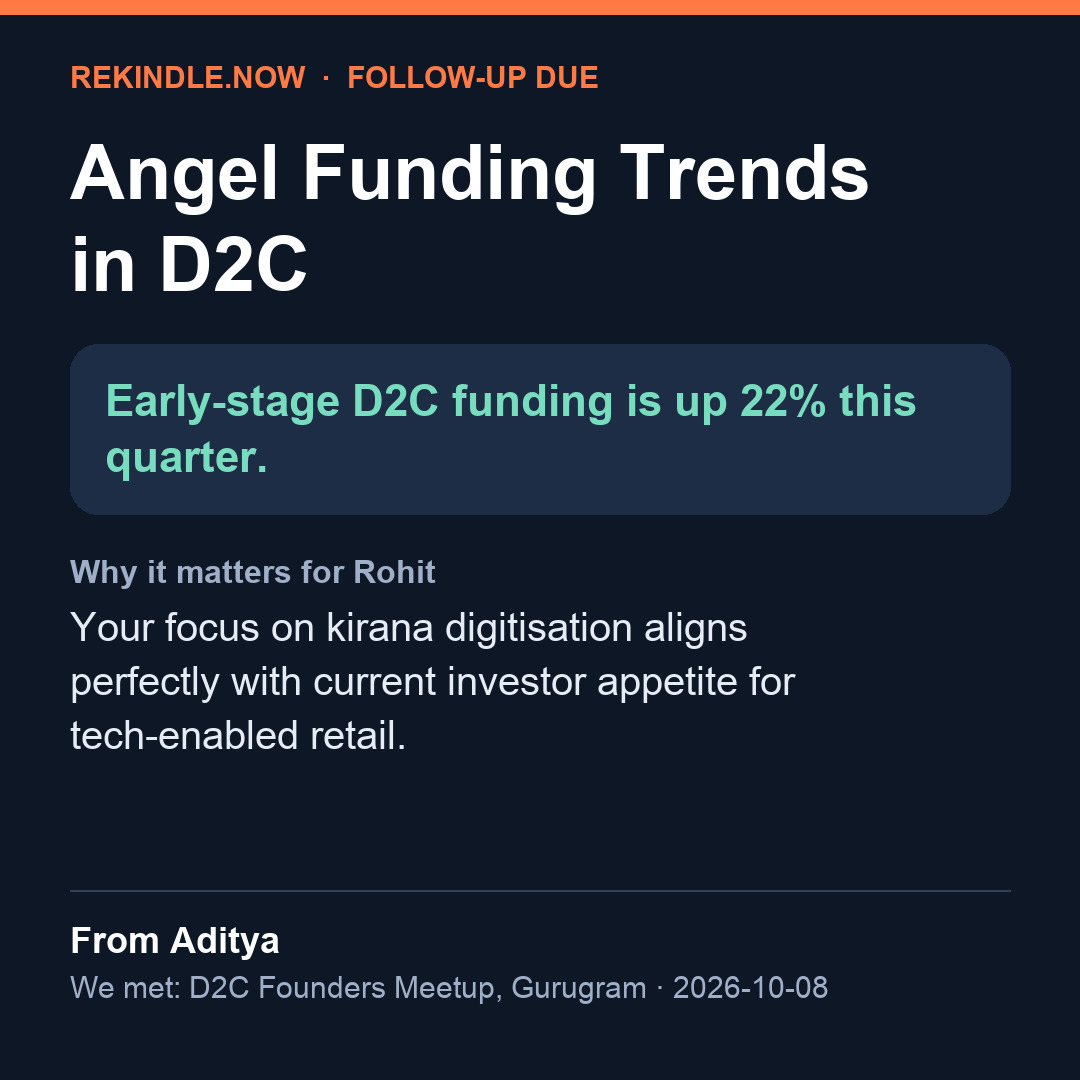 REKINDLE.NOW · FOLLOW-UP DUE
Angel Funding Trends
in D2C
Early-stage D2C funding is up 22% this
quarter.
Why it matters for Rohit
Your focus on kirana digitisation aligns
perfectly with current investor appetite for
tech-enabled retail.
From Aditya
We met: D2C Founders Meetup, Gurugram · 2026-10-08